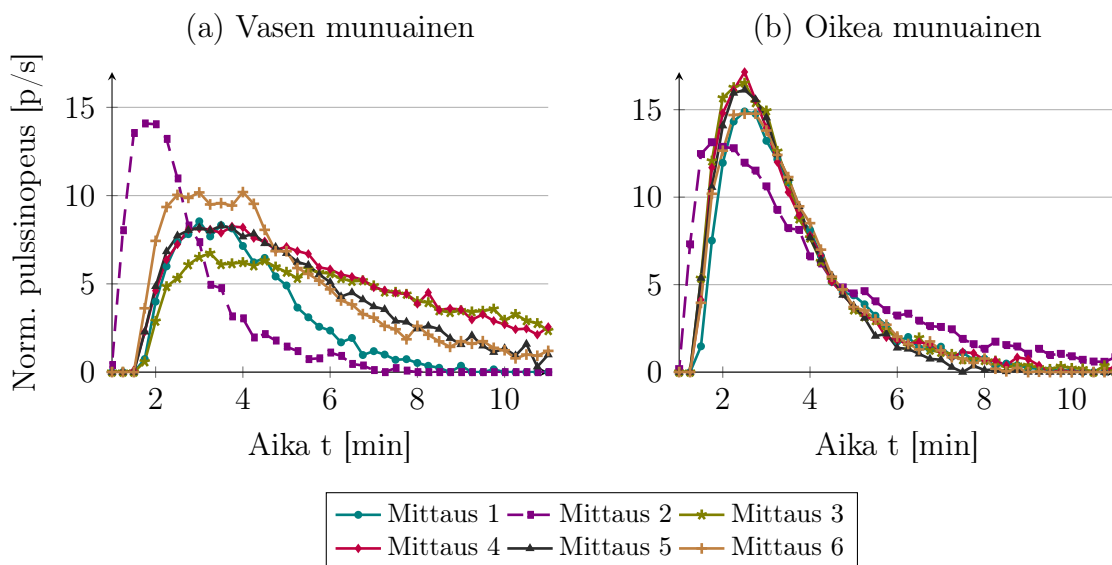 (a) Vasen munuainen
(b) Oikea munuainen
Norm. pulssinopeus [p/s]
15
10
5
0
2 4 6 8 10
Aika t [min]
15
10
5
0
2 4 6 8 10
Aika t [min]
Mittaus 1 Mittaus 2 Mittaus 3
Mittaus 4 Mittaus 5 Mittaus 6